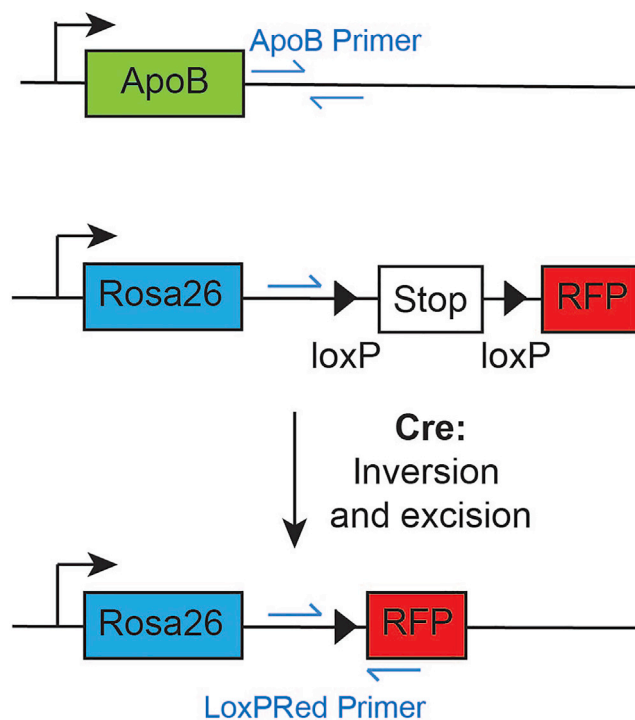 ApoB Primer
ApoB
Rosa26
Stop
RFP
loxP
loxP
Cre:
Inversion
and excision
Rosa26
RFP
LoxPRed Primer